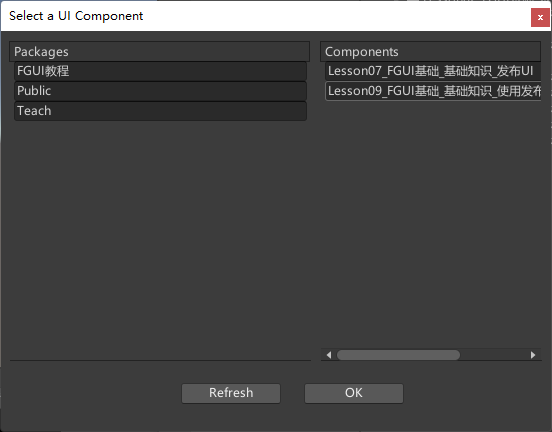 Select a UI Component
x
Packages
FGUI教程
Public
Teach
Components
Lesson07_FGUI基础_基础知识_发布UI
Lesson09_FGUI基础_基础知识_使用发布
Refresh
OK